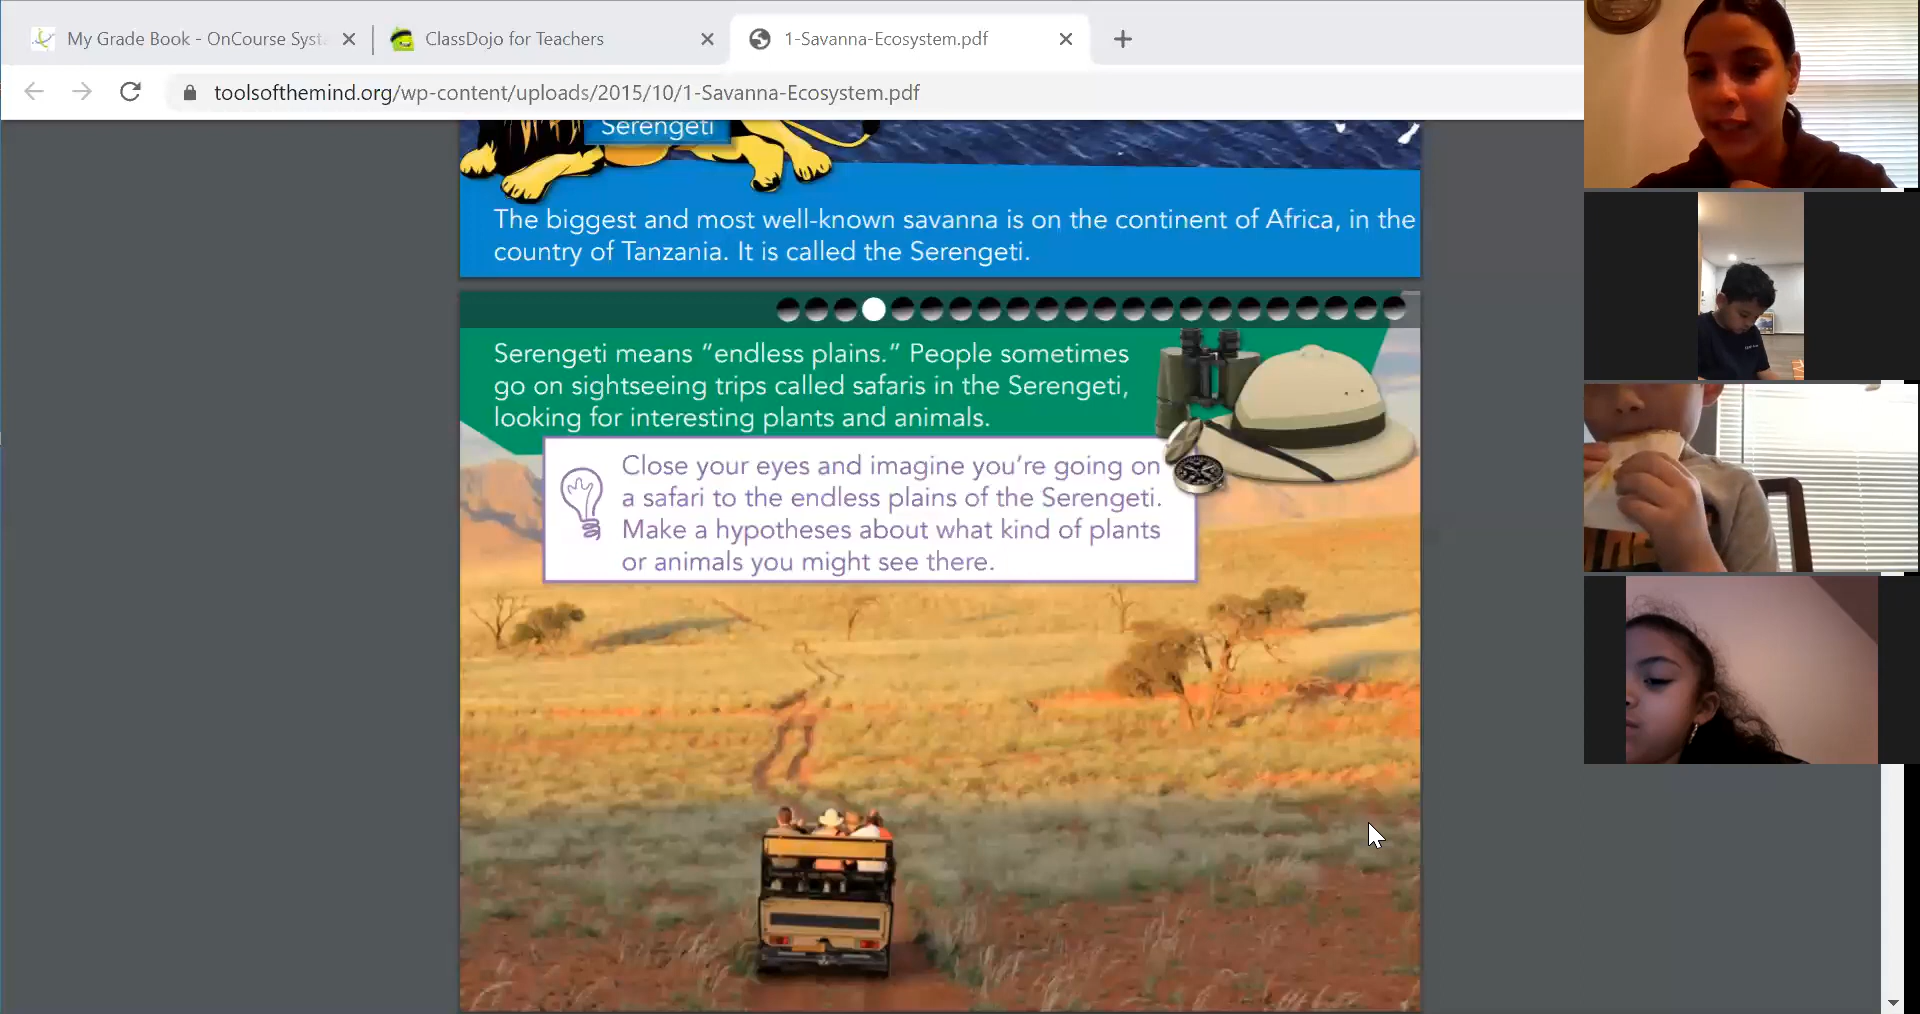 My Grade Book - OnCourse Syst
ClassDojo for Teachers
1-Savanna-Ecosystem.pdf
toolsofthemind.org/wp-content/uploads/2015/10/1-Savanna-Ecosystem.pdf
Serengeti
The biggest and most well-known savanna is on the continent of Africa, in the
country of Tanzania. It is called the Serengeti.
Serengeti means "endless plains." People sometimes
go on sightseeing trips called safaris in the Serengeti,
looking for interesting plants and animals.
Close your eyes and imagine you're going on
a safari to the endless plains of the Serengeti.
Make a hypotheses about what kind of plants
or animals you might see there.